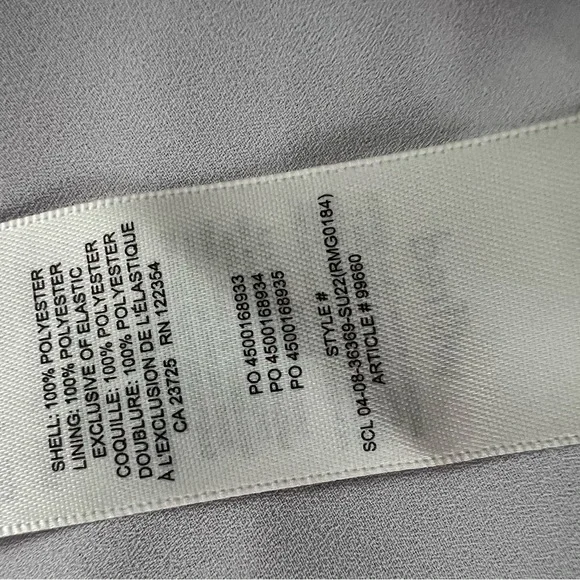 SHELL: 100% POLYESTER
LINING: 100% POLYESTER
EXCLUSIVE OF ELASTIC
COQUILLE: 100% POLYESTER
DOUBLURE: 100% POLYESTER
À L'EXCLUSION DE L'ÉLASTIQUE
CA 23725 RN 122354
PO 4500168933
PO 4500168934
PO 4500168935
STYLE #
SCL 04-08-36369-SU22(RMG0184)
ARTICLE # 99660